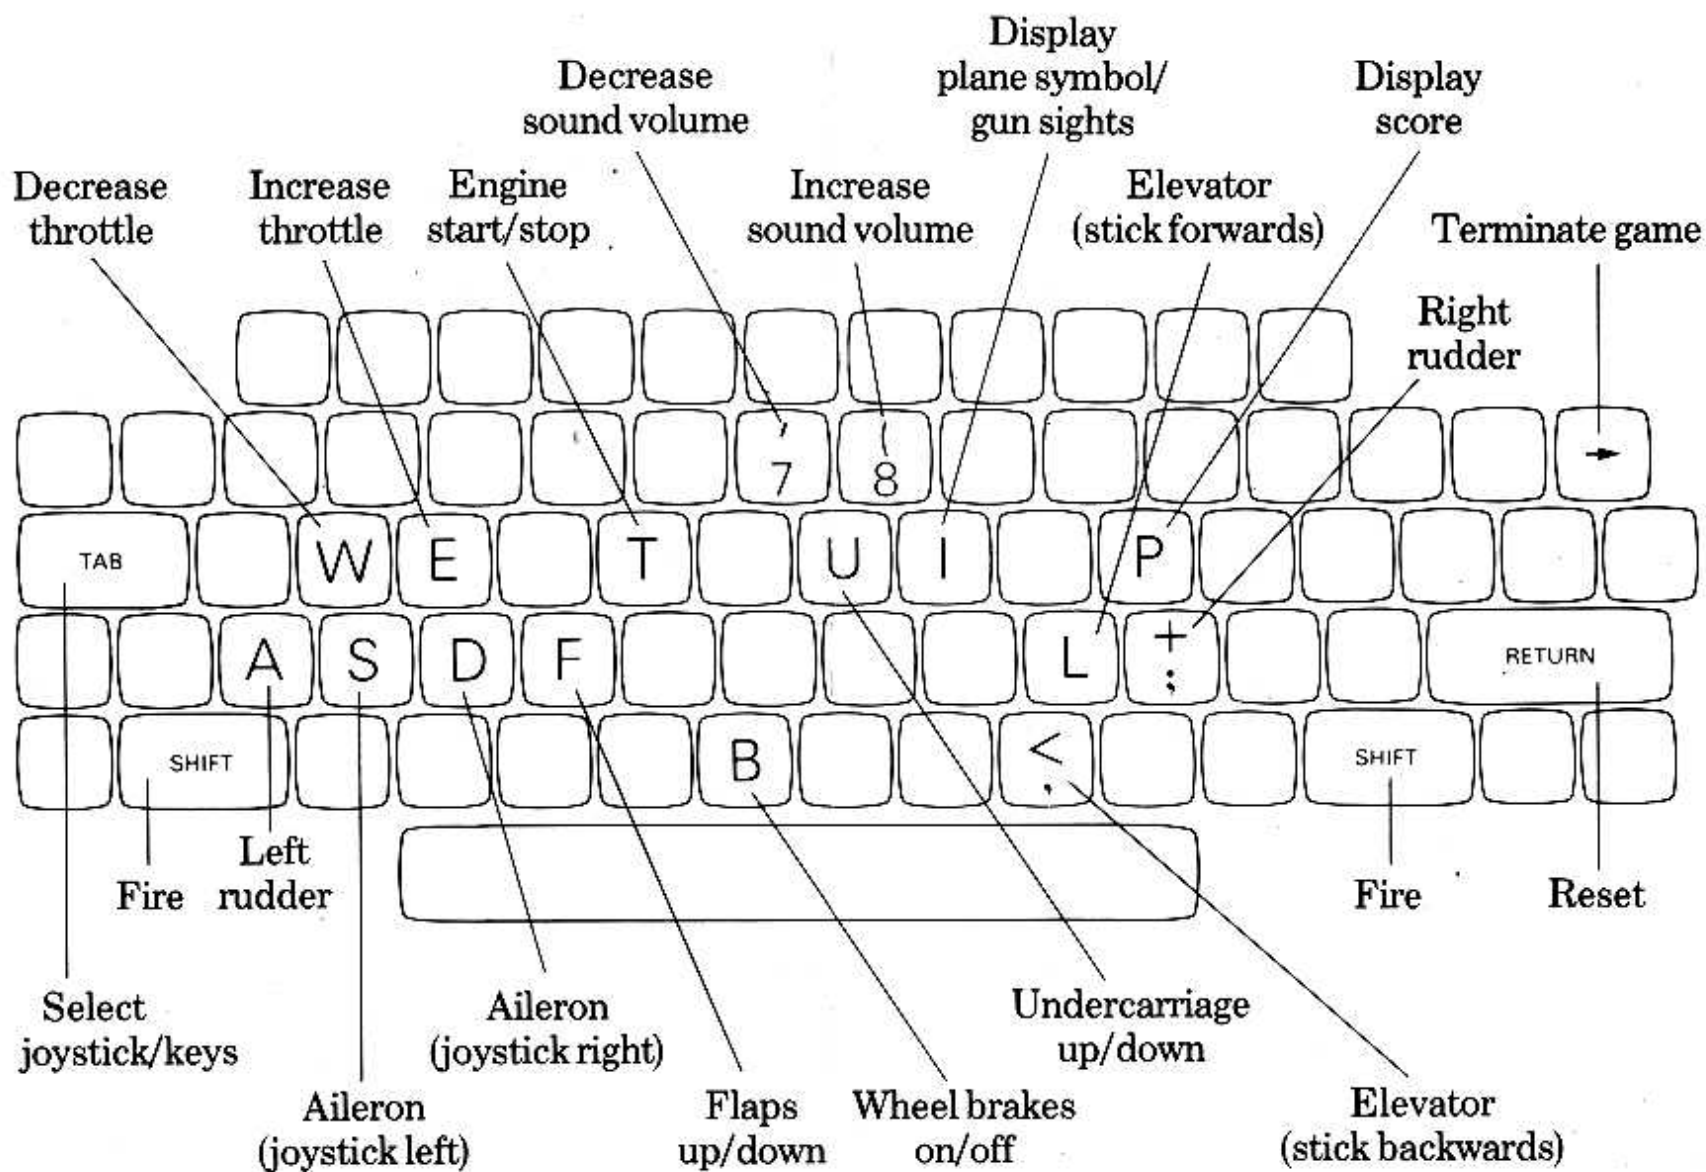 Display
plane symbol/
gun sights
Decrease
sound volume
Display
score
Decrease
throttle
Increase
throttle
Engine
start/stop
Increase
sound volume
Elevator
(stick forwards)
Terminate game
Right
rudder
'
7
(
8
→
TAB
W
E
T
U
I
P
A
S
D
F
L
+
;
RETURN
SHIFT
B
<
,
SHIFT
Fire
Left
rudder
Fire
Reset
Select
joystick/keys
Aileron
(joystick right)
Undercarriage
up/down
Aileron
(joystick left)
Flaps
up/down
Wheel brakes
on/off
Elevator
(stick backwards)